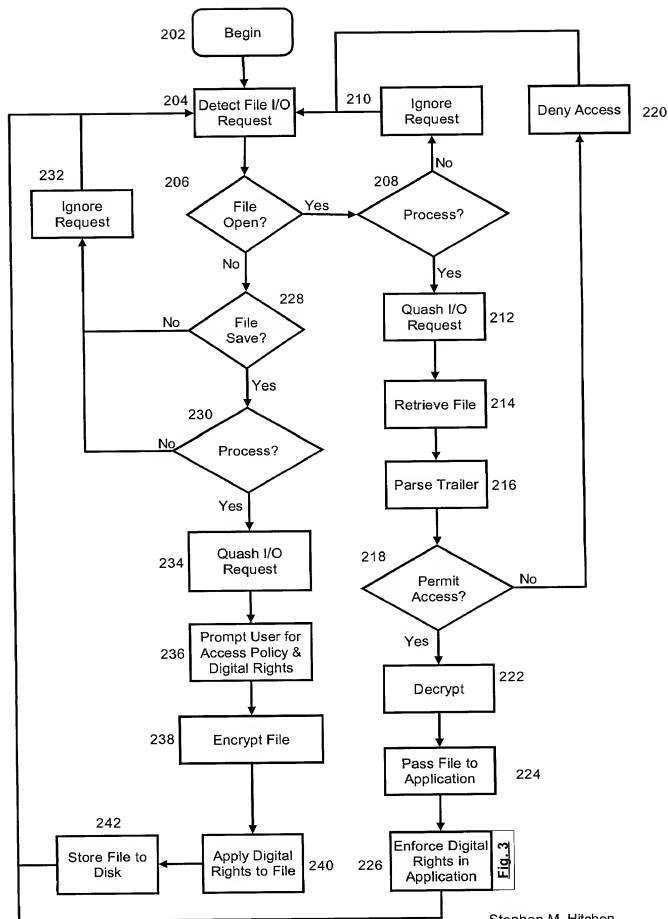 202
Begin
204
Detect File I/O
Request
210
Ignore
Request
Deny Access
220
232
Ignore
Request
206
File
Open?
Yes
208
Process?
No
No
Yes
228
File
Save?
No
Quash I/O
Request
212
Yes
230
Process?
No
Retrieve File
214
Parse Trailer
216
Yes
218
Permit
Access?
No
234
Quash I/O
Request
Yes
236
Prompt User for
Access Policy &
Digital Rights
222
Decrypt
238
Encrypt File
Pass File to
Application
224
242
Store File to
Disk
Apply Digital
Rights to File
240
226
Enforce Digital
Rights in
Application
Fig. 3
Stephen M. Hitchen